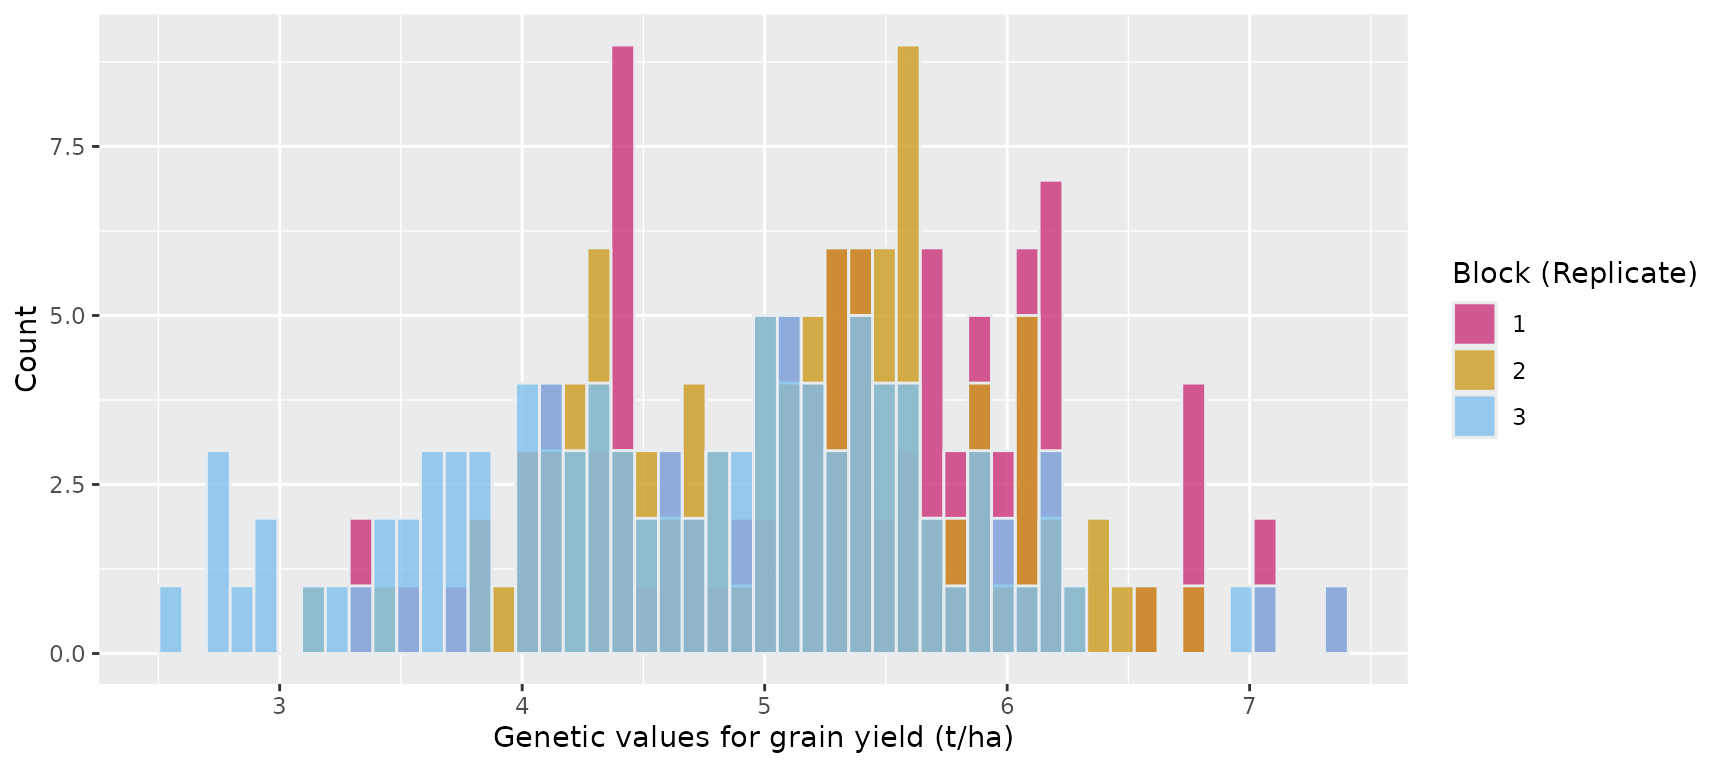 7.5
5.0
2.5
0.0
Count
3 4 5 6 7
Genetic values for grain yield (t/ha)
Block (Replicate)
1
2
3